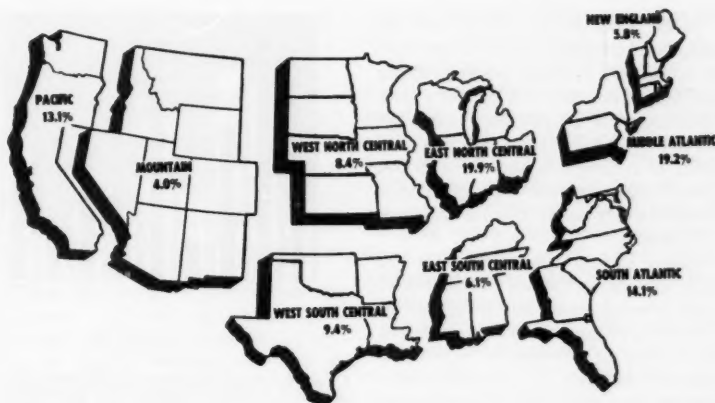 NEW ENGLAND
5.8%
PACIFIC
13.1%
MOUNTAIN
4.0%
WEST NORTH CENTRAL
8.4%
EAST NORTH CENTRAL
19.9%
MIDDLE ATLANTIC
19.2%
WEST SOUTH CENTRAL
9.4%
EAST SOUTH CENTRAL
6.1%
SOUTH ATLANTIC
14.1%